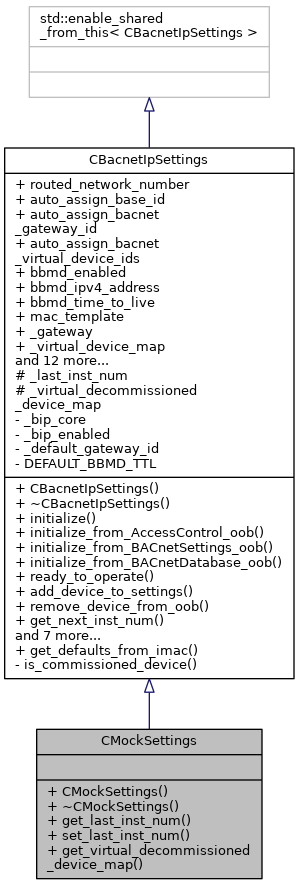 std::enable_shared
_from_this< CBacnetIpSettings >
CBacnetIpSettings
+ routed_network_number
+ auto_assign_base_id
+ auto_assign_bacnet
_gateway_id
+ auto_assign_bacnet
_virtual_device_ids
+ bbmd_enabled
+ bbmd_ipv4_address
+ bbmd_time_to_live
+ mac_template
+ _gateway
+ _virtual_device_map
and 12 more...
# _last_inst_num
# _virtual_decommissioned
_device_map
- _bip_core
- _bip_enabled
- _default_gateway_id
- DEFAULT_BBMD_TTL
+ CBacnetIpSettings()
+ ~CBacnetIpSettings()
+ initialize()
+ initialize_from_AccessControl_oob()
+ initialize_from_BACnetSettings_oob()
+ initialize_from_BACnetDatabase_oob()
+ ready_to_operate()
+ add_device_to_settings()
+ remove_device_from_oob()
+ get_next_inst_num()
and 7 more...
+ get_defaults_from_imac()
- is_commissioned_device()
CMockSettings
+ CMockSettings()
+ ~CMockSettings()
+ get_last_inst_num()
+ set_last_inst_num()
+ get_virtual_decommissioned
_device_map()